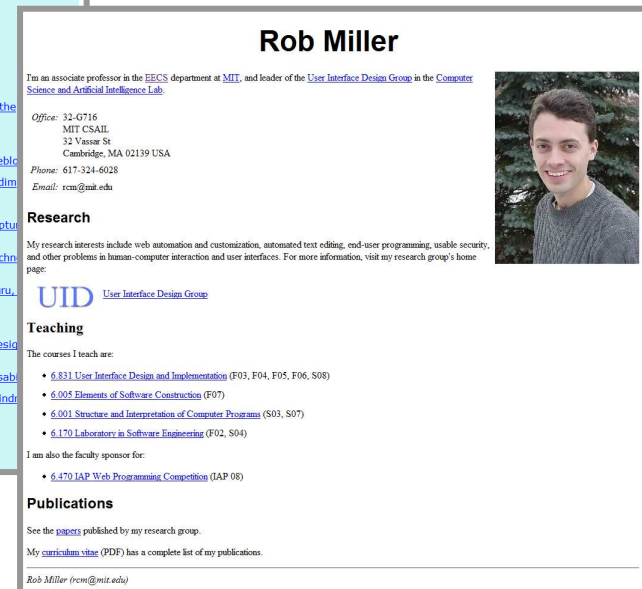 Rob Miller
I'm an associate professor in the EECS department at MIT, and leader of the User Interface Design Group in the Computer
Science and Artificial Intelligence Lab.
Office: 32-G716
MIT CSAIL
32 Vassar St
Cambridge, MA 02139 USA
Phone: 617-324-6028
Email: rcm@mit.edu
Research
My research interests include web automation and customization, automated text editing, end-user programming, usable security,
and other problems in human-computer interaction and user interfaces. For more information, visit my research group's home
page:
UID User Interface Design Group
Teaching
The courses I teach are:
• 6.831 User Interface Design and Implementation (F03, F04, F05, F06, S08)
• 6.005 Elements of Software Construction (F07)
• 6.001 Structure and Interpretation of Computer Programs (S03, S07)
• 6.170 Laboratory in Software Engineering (F02, S04)
I am also the faculty sponsor for:
• 6.470 IAP Web Programming Competition (IAP 08)
Publications
See the papers published by my research group.
My curriculum vitae (PDF) has a complete list of my publications.
Rob Miller (rcm@mit.edu)
the